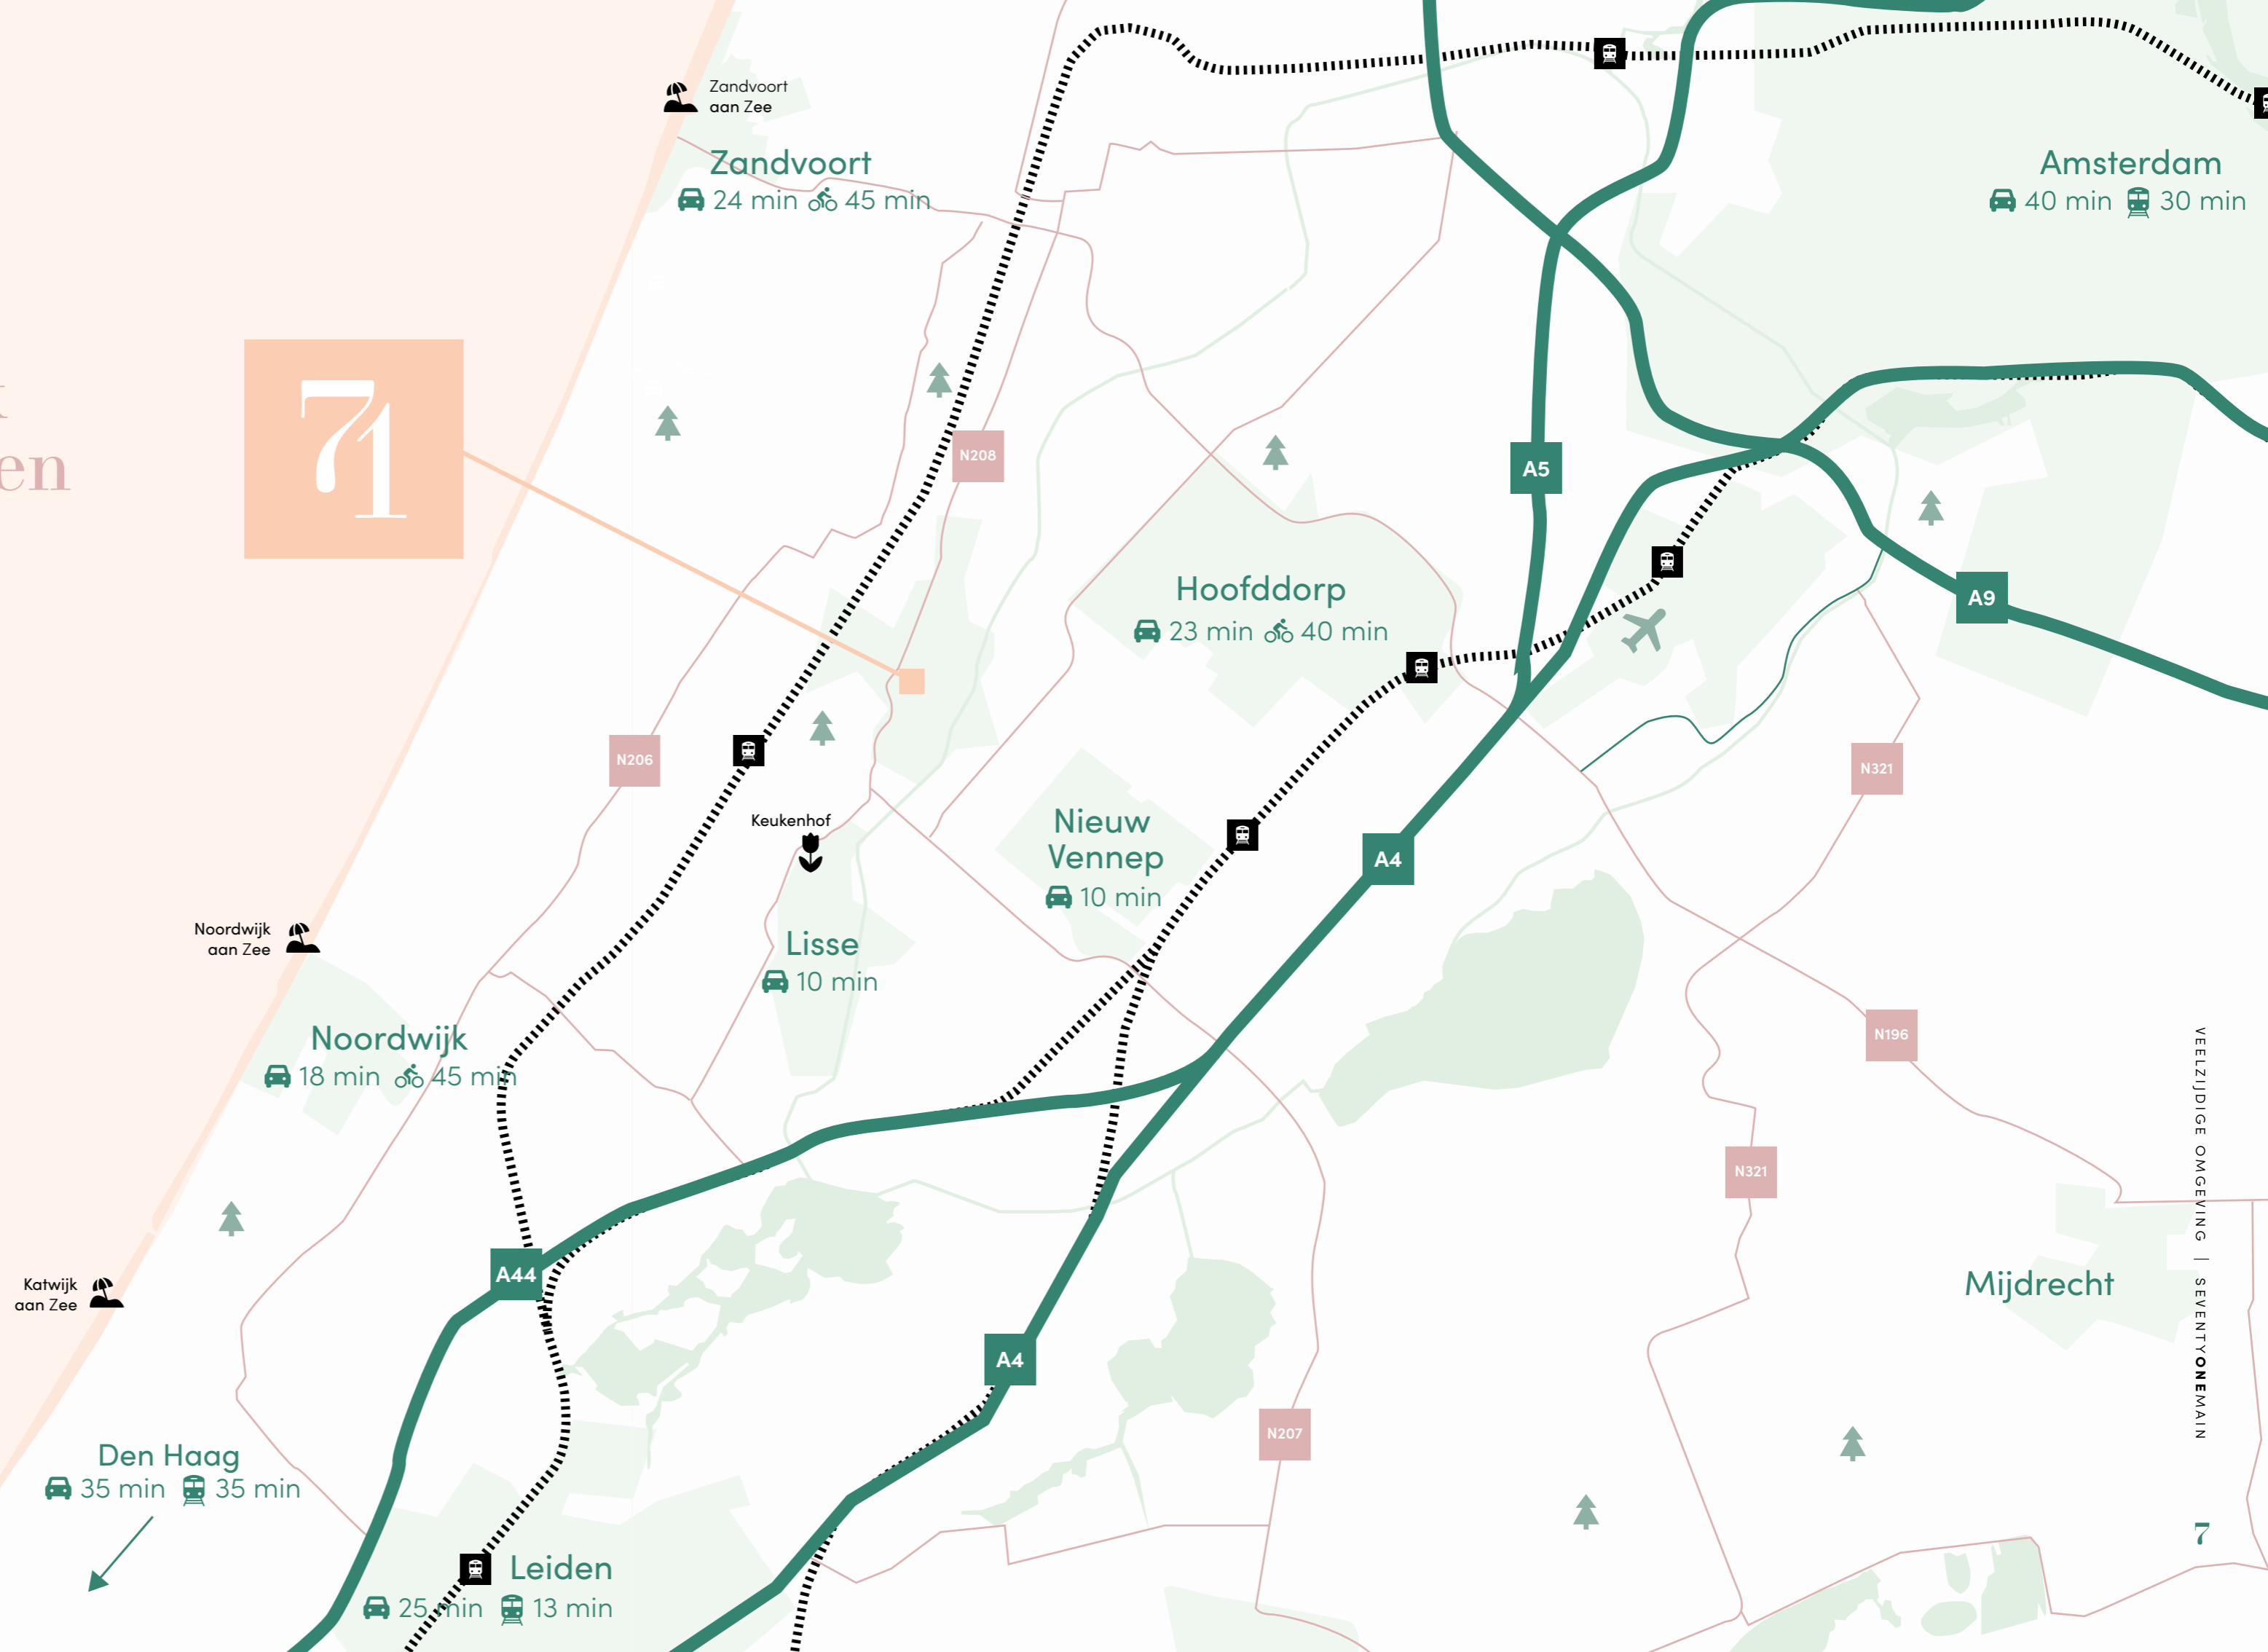 Zandvoort
aan Zee
Zandvoort
24 min 45 min
Amsterdam
40 min 30 min
71
en
N208
A5
A9
Hoofddorp
23 min 40 min
N206
N321
Keukenhof
Nieuw
Vennep
10 min
A4
Noordwijk
aan Zee
Lisse
10 min
Noordwijk
18 min 45 min
N196
N321
A44
Katwijk
aan Zee
Mijdrecht
A4
N207
Den Haag
35 min 35 min
Leiden
25 min 13 min
VEELZIJDIGE OMGEVING | SEVENTYONEMAIN
7